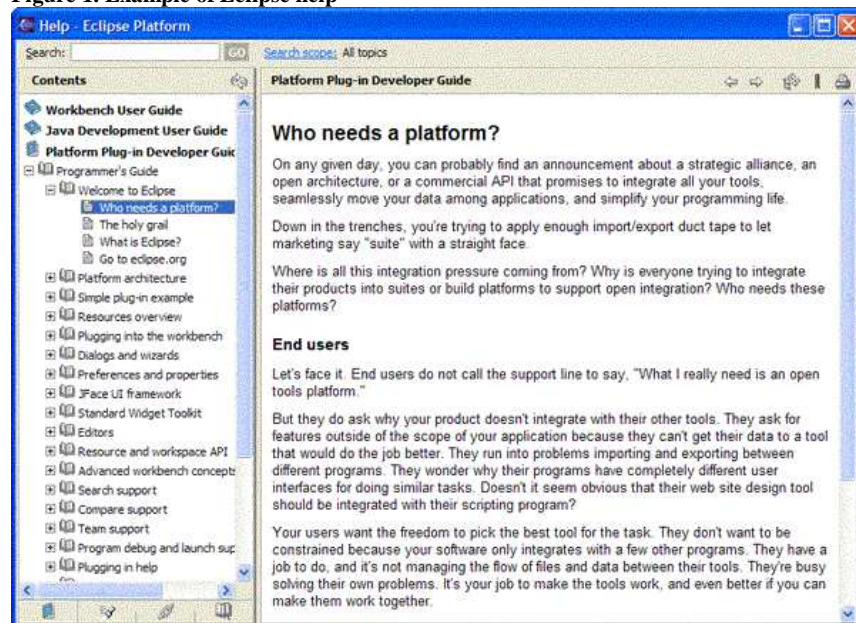 Figure 1. Example of Eclipse help
Help - Eclipse Platform
Search:
GO
Search scope: All topics
Contents
Workbench User Guide
Java Development User Guide
Platform Plug-in Developer Guic
Programmer's Guide
Welcome to Eclipse
Who needs a platform?
The holy grail
What is Eclipse?
Go to eclipse.org
Platform architecture
Simple plug-in example
Resources overview
Plugging into the workbench
Dialogs and wizards
Preferences and properties
JFace UI framework
Standard Widget Toolkit
Editors
Resource and workspace API
Advanced workbench concepts
Search support
Compare support
Team support
Program debug and launch sup
Plugging in help
Platform Plug-in Developer Guide
Who needs a platform?
On any given day, you can probably find an announcement about a strategic alliance, an
open architecture, or a commercial API that promises to integrate all your tools,
seamlessly move your data among applications, and simplify your programming life.
Down in the trenches, you're trying to apply enough import/export duct tape to let
marketing say "suite" with a straight face.
Where is all this integration pressure coming from? Why is everyone trying to integrate
their products into suites or build platforms to support open integration? Who needs these
platforms?
End users
Let's face it. End users do not call the support line to say, "What I really need is an open
tools platform."
But they do ask why your product doesn't integrate with their other tools. They ask for
features outside of the scope of your application because they can't get their data to a tool
that would do the job better. They run into problems importing and exporting between
different programs. They wonder why their programs have completely different user
interfaces for doing similar tasks. Doesn't it seem obvious that their web site design tool
should be integrated with their scripting program?
Your users want the freedom to pick the best tool for the task. They don't want to be
constrained because your software only integrates with a few other programs. They have a
job to do, and it's not managing the flow of files and data between their tools. They're busy
solving their own problems. It's your job to make the tools work, and even better if you can
make them work together.